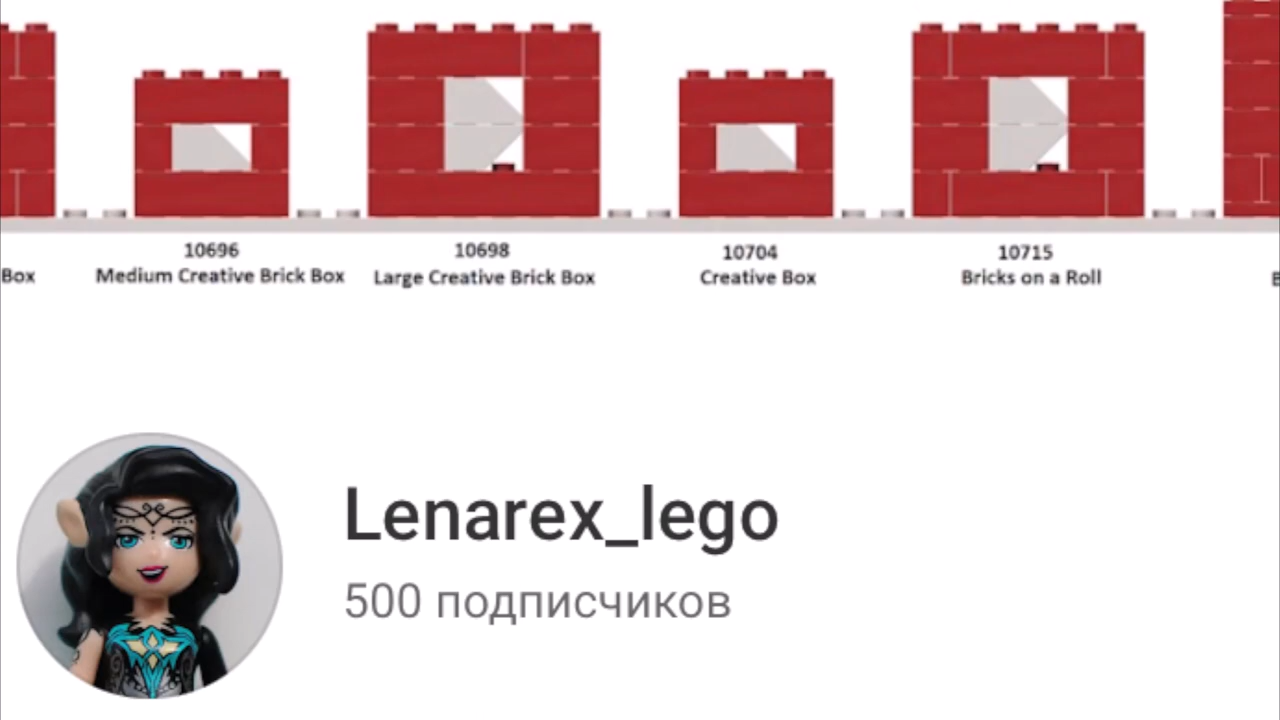 10696
10698
10704
10715
Box
Medium Creative Brick Box
Large Creative Brick Box
Creative Box
Bricks on a Roll
Lenarex_lego
500 подписчиков